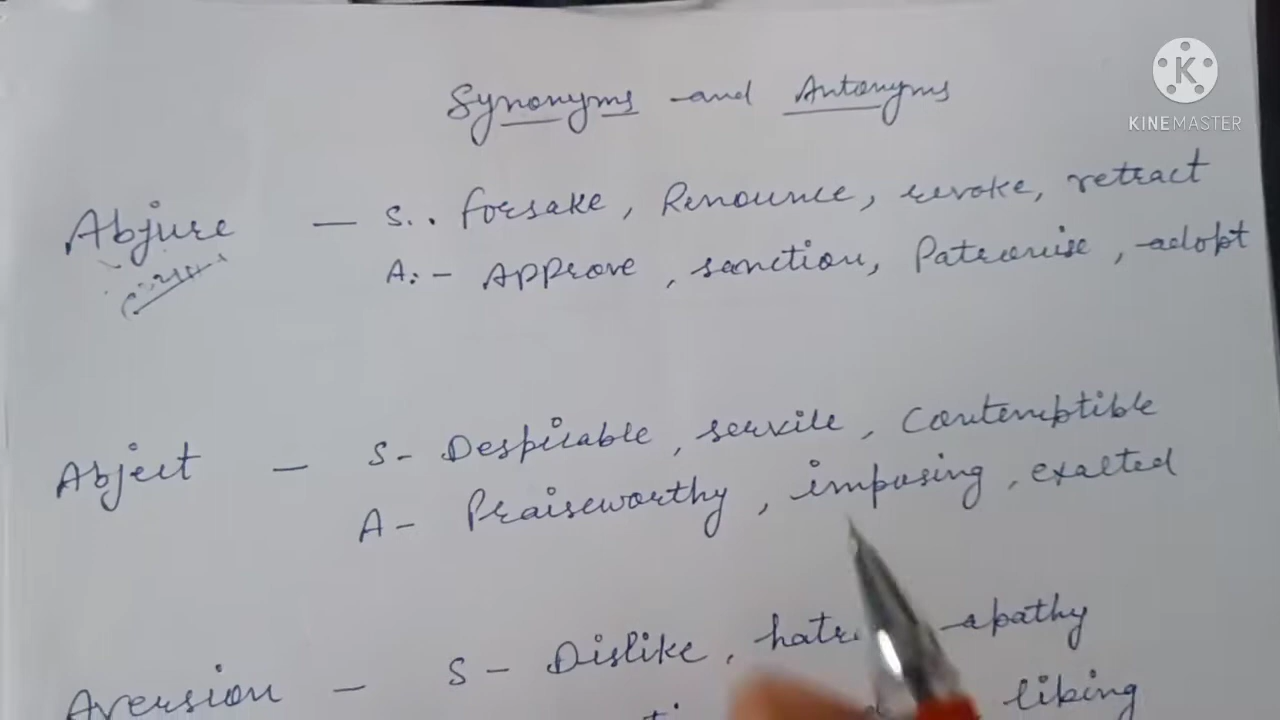 KINEMASTER
Synonyms and Antonyms
Abjure — S.. forsake, Renounce, revoke, retract
A:- Approve, sanction, Patronise, adopt
Abject — S- Despicable, servile, Contemptible
A- Praiseworthy, imposing, exalted
Aversion — S- Dislike, apathy
liking